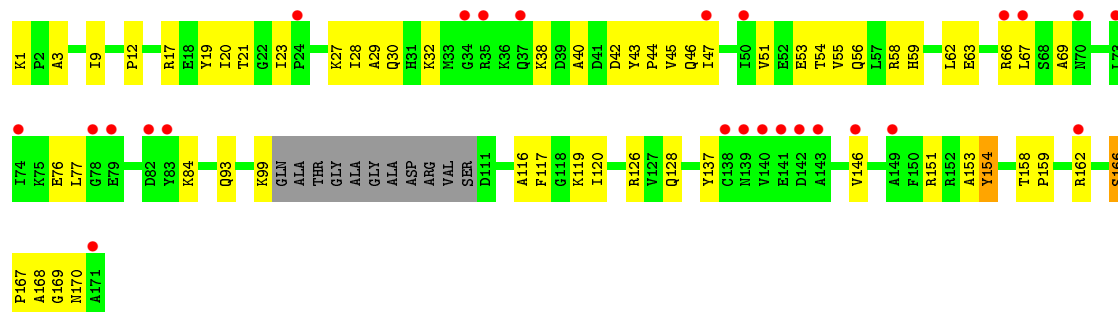 K1 P2 A3 I9 P12 R17 E18 Y19 I20 T21 G22 I23 P24 K27 I28 A29 Q30 H31 K32 M33 G34 R35 K36 Q37 K38 D39 A40 D41 D42 Y43 P44 V45 Q46 I47 I50 V51 E52 E53 T54 V55 Q56 L57 R58 H59 L62 E63 R66 L67 S68 A69 N70 L73
I74 K75 E76 L77 G78 E79 D82 Y83 K84 Q93 K99 GLN ALA THR GLY ALA GLY ALA ASP ARG VAL SER D111 A116 F117 G118 K119 I120 R126 V127 Q128 Y137 C138 N139 V140 E141 D142 A143 V146 A149 F150 R151 R152 A153 Y154 T158 P159 R162 S166
P167 A168 G169 N170 A171